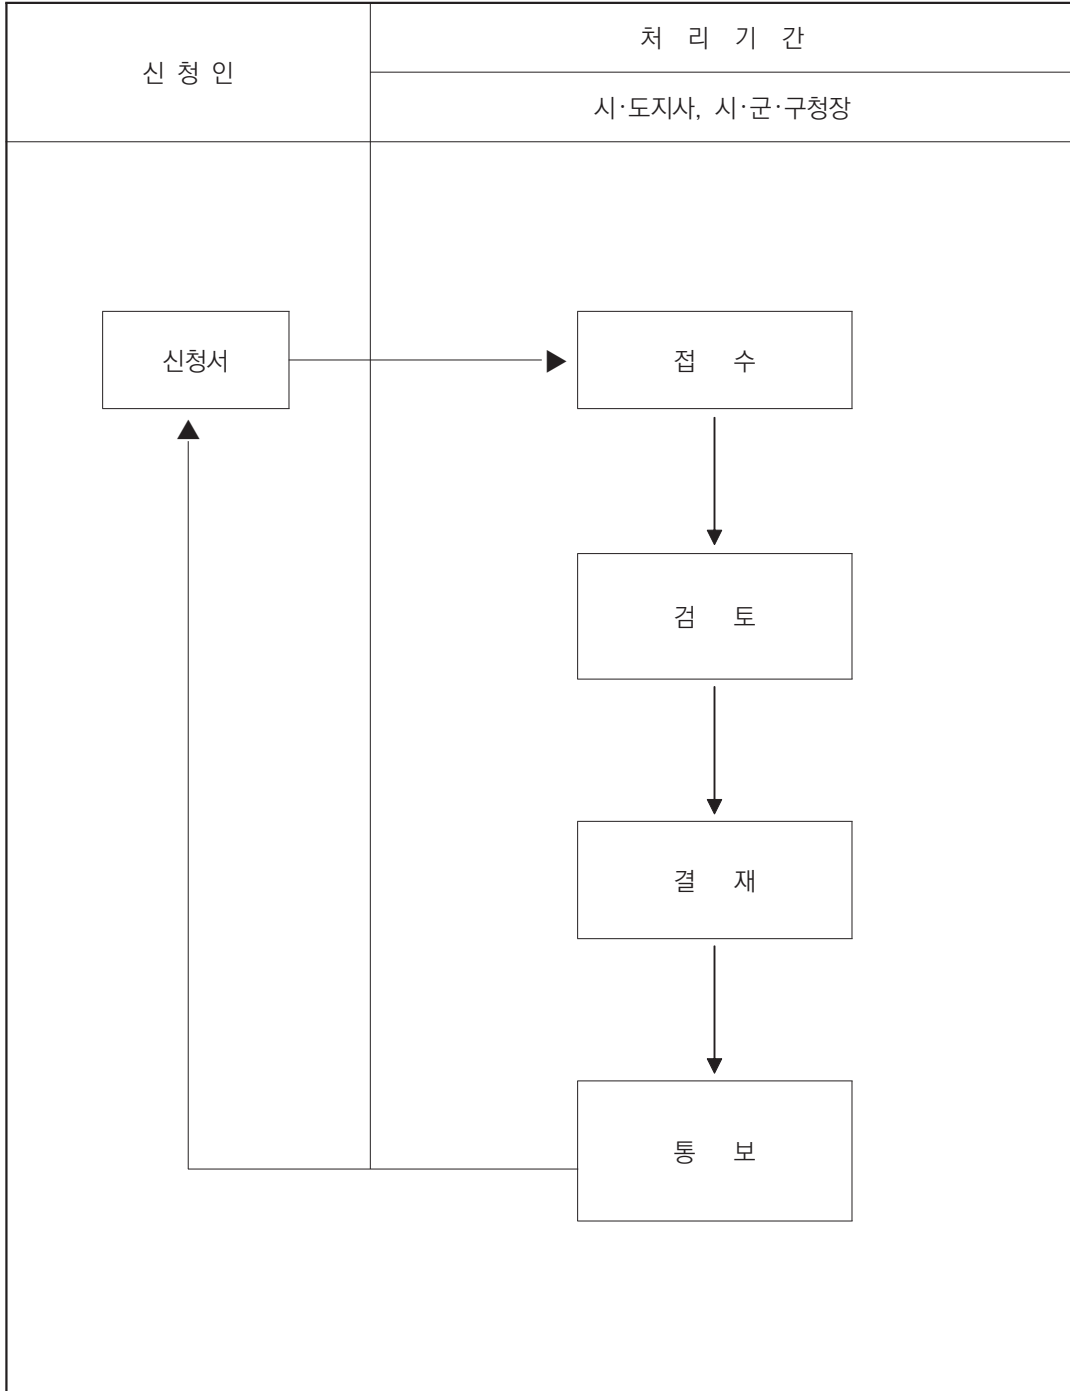 신 청 인
처 리 기 간
시·도지사, 시·군·구청장
신청서
접 수
검 토
결 재
통 보